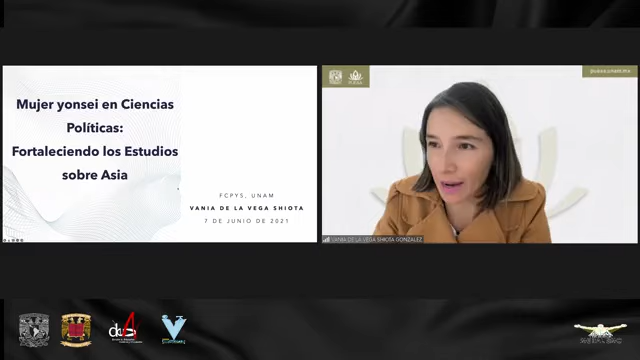 Mujer yonsei en Ciencias
Políticas:
Fortaleciendo los Estudios
sobre Asia
FCPYS, UNAM
VANIA DE LA VEGA SHIOTA
7 DE JUNIO DE 2021
VANIA DE LA VEGA SHIOTA GONZALEZ